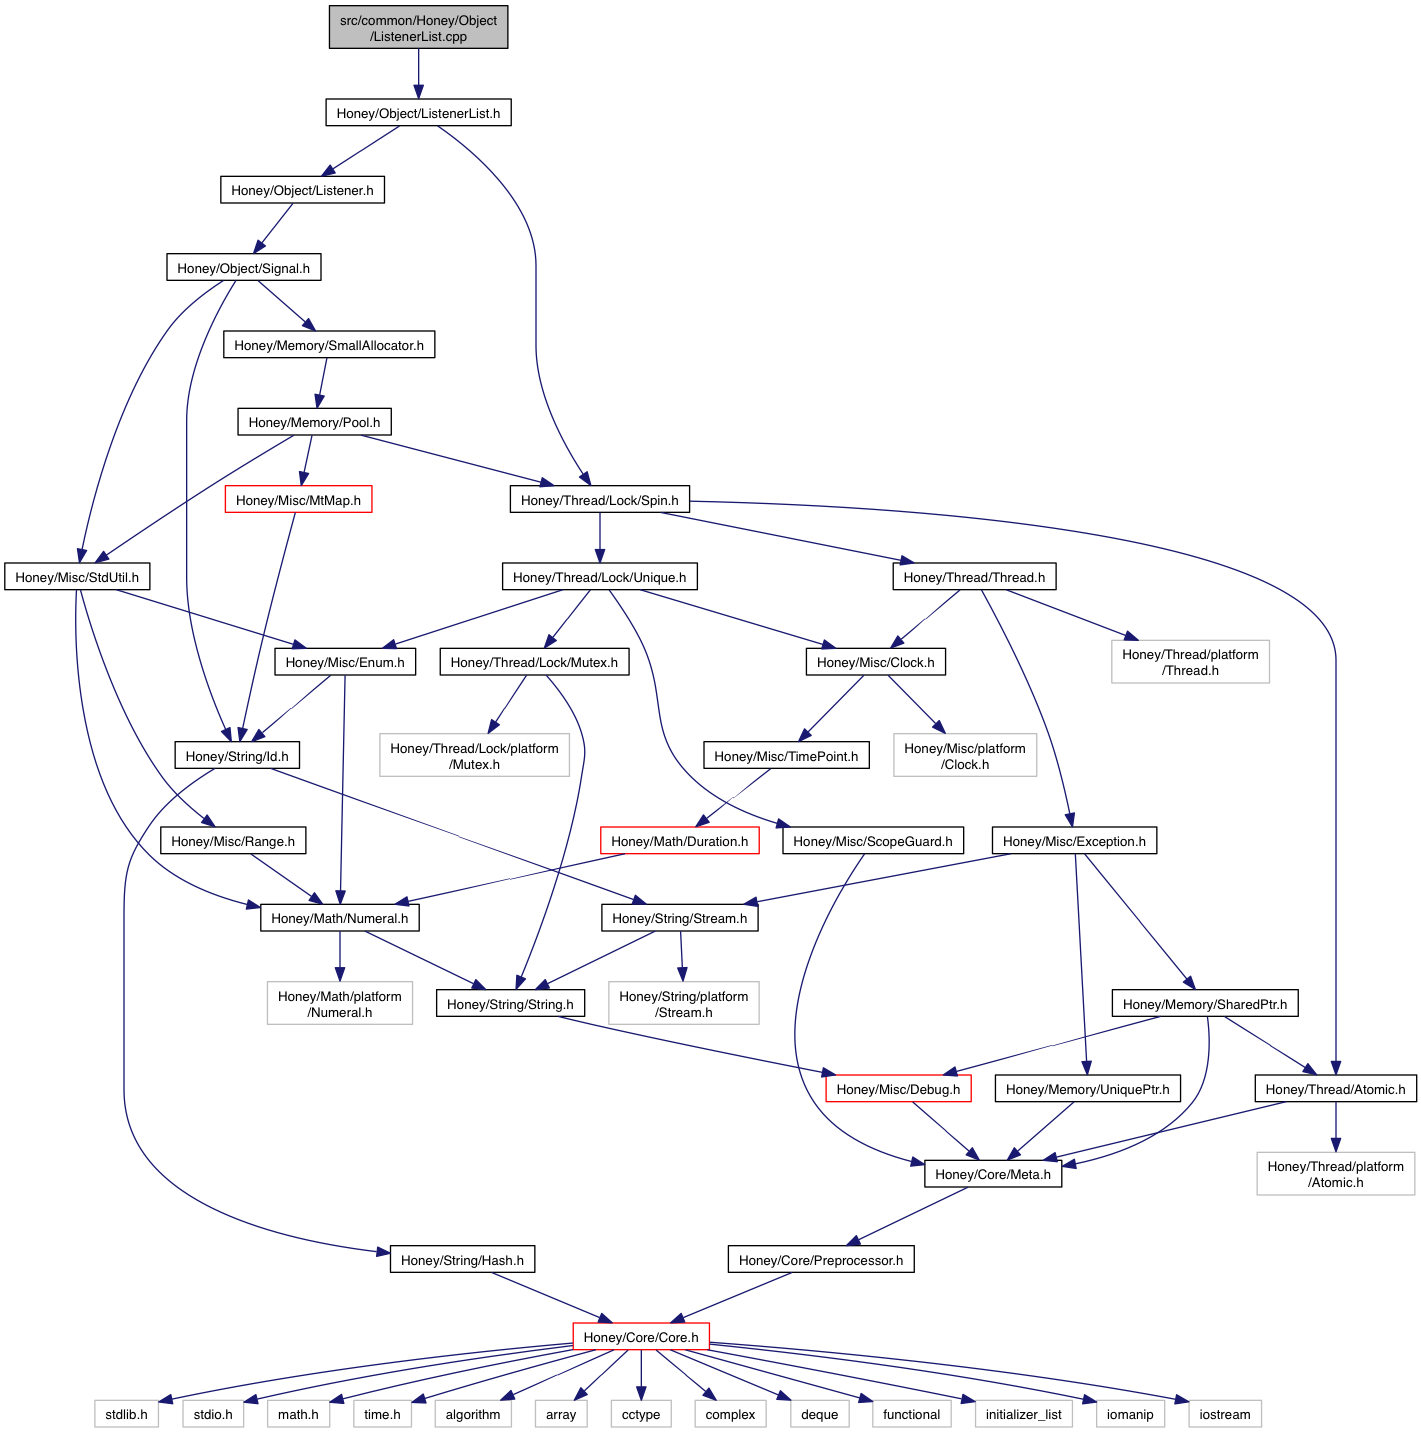 src/common/Honey/Object
/ListenerList.cpp
Honey/Object/ListenerList.h
Honey/Object/Listener.h
Honey/Object/Signal.h
Honey/Memory/SmallAllocator.h
Honey/Memory/Pool.h
Honey/Misc/MtMap.h
Honey/Thread/Lock/Spin.h
Honey/Misc/StdUtil.h
Honey/Thread/Lock/Unique.h
Honey/Thread/Thread.h
Honey/Misc/Enum.h
Honey/Thread/Lock/Mutex.h
Honey/Misc/Clock.h
Honey/Thread/platform
/Thread.h
Honey/String/Id.h
Honey/Thread/Lock/platform
/Mutex.h
Honey/Misc/TimePoint.h
Honey/Misc/platform
/Clock.h
Honey/Misc/Range.h
Honey/Math/Duration.h
Honey/Misc/ScopeGuard.h
Honey/Misc/Exception.h
Honey/Math/Numeral.h
Honey/String/Stream.h
Honey/Math/platform
/Numeral.h
Honey/String/String.h
Honey/String/platform
/Stream.h
Honey/Memory/SharedPtr.h
Honey/Misc/Debug.h
Honey/Memory/UniquePtr.h
Honey/Thread/Atomic.h
Honey/Core/Meta.h
Honey/Thread/platform
/Atomic.h
Honey/String/Hash.h
Honey/Core/Preprocessor.h
Honey/Core/Core.h
stdlib.h
stdio.h
math.h
time.h
algorithm
array
cctype
complex
deque
functional
initializer_list
iomanip
iostream